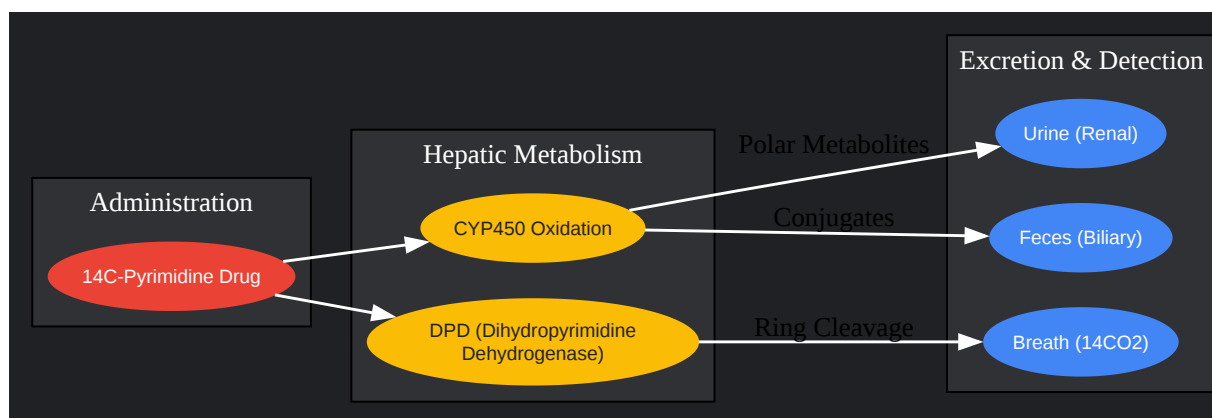 Administration
14C-Pyrimidine Drug
Hepatic Metabolism
CYP450 Oxidation
DPD (Dihydropyrimidine
Dehydrogenase)
Polar Metabolites
Conjugates
Ring Cleavage
Excretion & Detection
Urine (Renal)
Feces (Biliary)
Breath (14CO2)